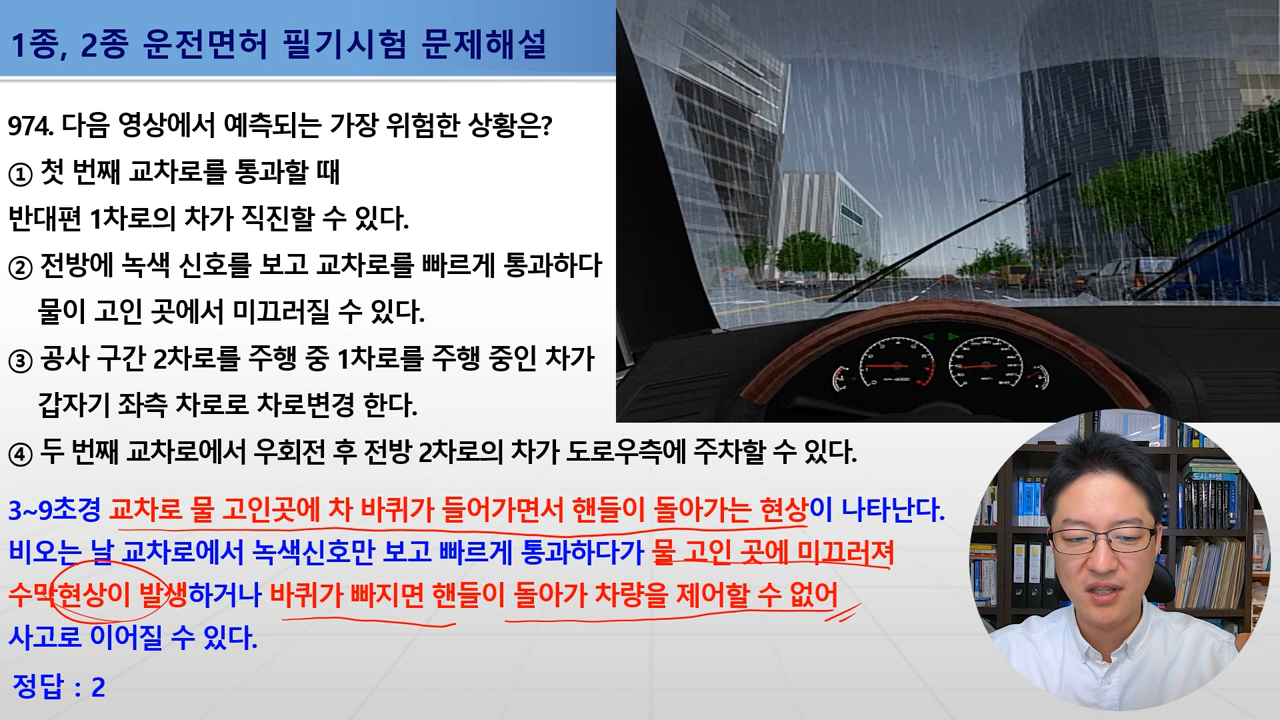 1종, 2종 운전면허 필기시험 문제해설
974. 다음 영상에서 예측되는 가장 위험한 상황은?
① 첫 번째 교차로를 통과할 때
반대편 1차로의 차가 직진할 수 있다.
② 전방에 녹색 신호를 보고 교차로를 빠르게 통과하다
물이 고인 곳에서 미끄러질 수 있다.
③ 공사 구간 2차로를 주행 중 1차로를 주행 중인 차가
갑자기 좌측 차로로 차로변경 한다.
④ 두 번째 교차로에서 우회전 후 전방 2차로의 차가 도로우측에 주차할 수 있다.
3~9초경 교차로 물 고인곳에 차 바퀴가 들어가면서 핸들이 돌아가는 현상이 나타난다.
비오는 날 교차로에서 녹색신호만 보고 빠르게 통과하다가 물 고인 곳에 미끄러져
수막현상이 발생하거나 바퀴가 빠지면 핸들이 돌아가 차량을 제어할 수 없어
사고로 이어질 수 있다.
정답 : 2